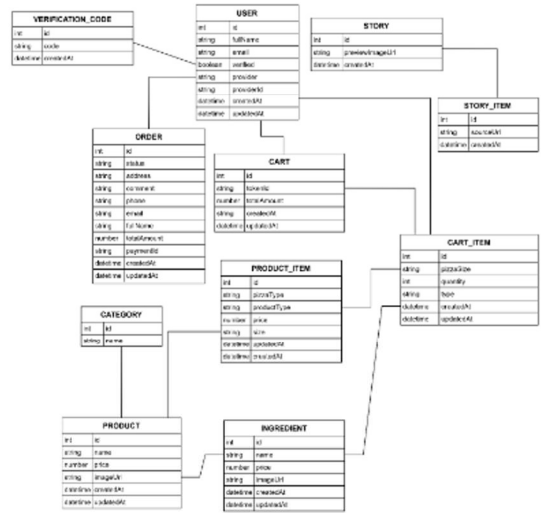 VERIFICATION_CODE
int id
string code
datetime createdAt
USER
int id
string fullName
string email
boolean verified
string provider
string providerId
datetime createdAt
datetime updatedAt
STORY
int id
string previewImageUrl
datetime createdAt
STORY_ITEM
int id
string sourceUrl
datetime createdAt
ORDER
int id
string status
string address
string comment
string phone
string email
string fullName
number totalAmount
string paymentId
datetime createdAt
datetime updatedAt
CART
int id
string tokenId
number totalAmount
string createdAt
datetime updatedAt
CART_ITEM
int id
string pizzaSize
int quantity
string type
datetime createdAt
datetime updatedAt
PRODUCT_ITEM
int id
string pizzaType
string productType
number price
string size
datetime updatedAt
datetime createdAt
CATEGORY
int id
string name
PRODUCT
int id
string name
number price
string imageUrl
datetime createdAt
datetime updatedAt
INGREDIENT
int id
string name
number price
string imageUrl
datetime createdAt
datetime updatedAt